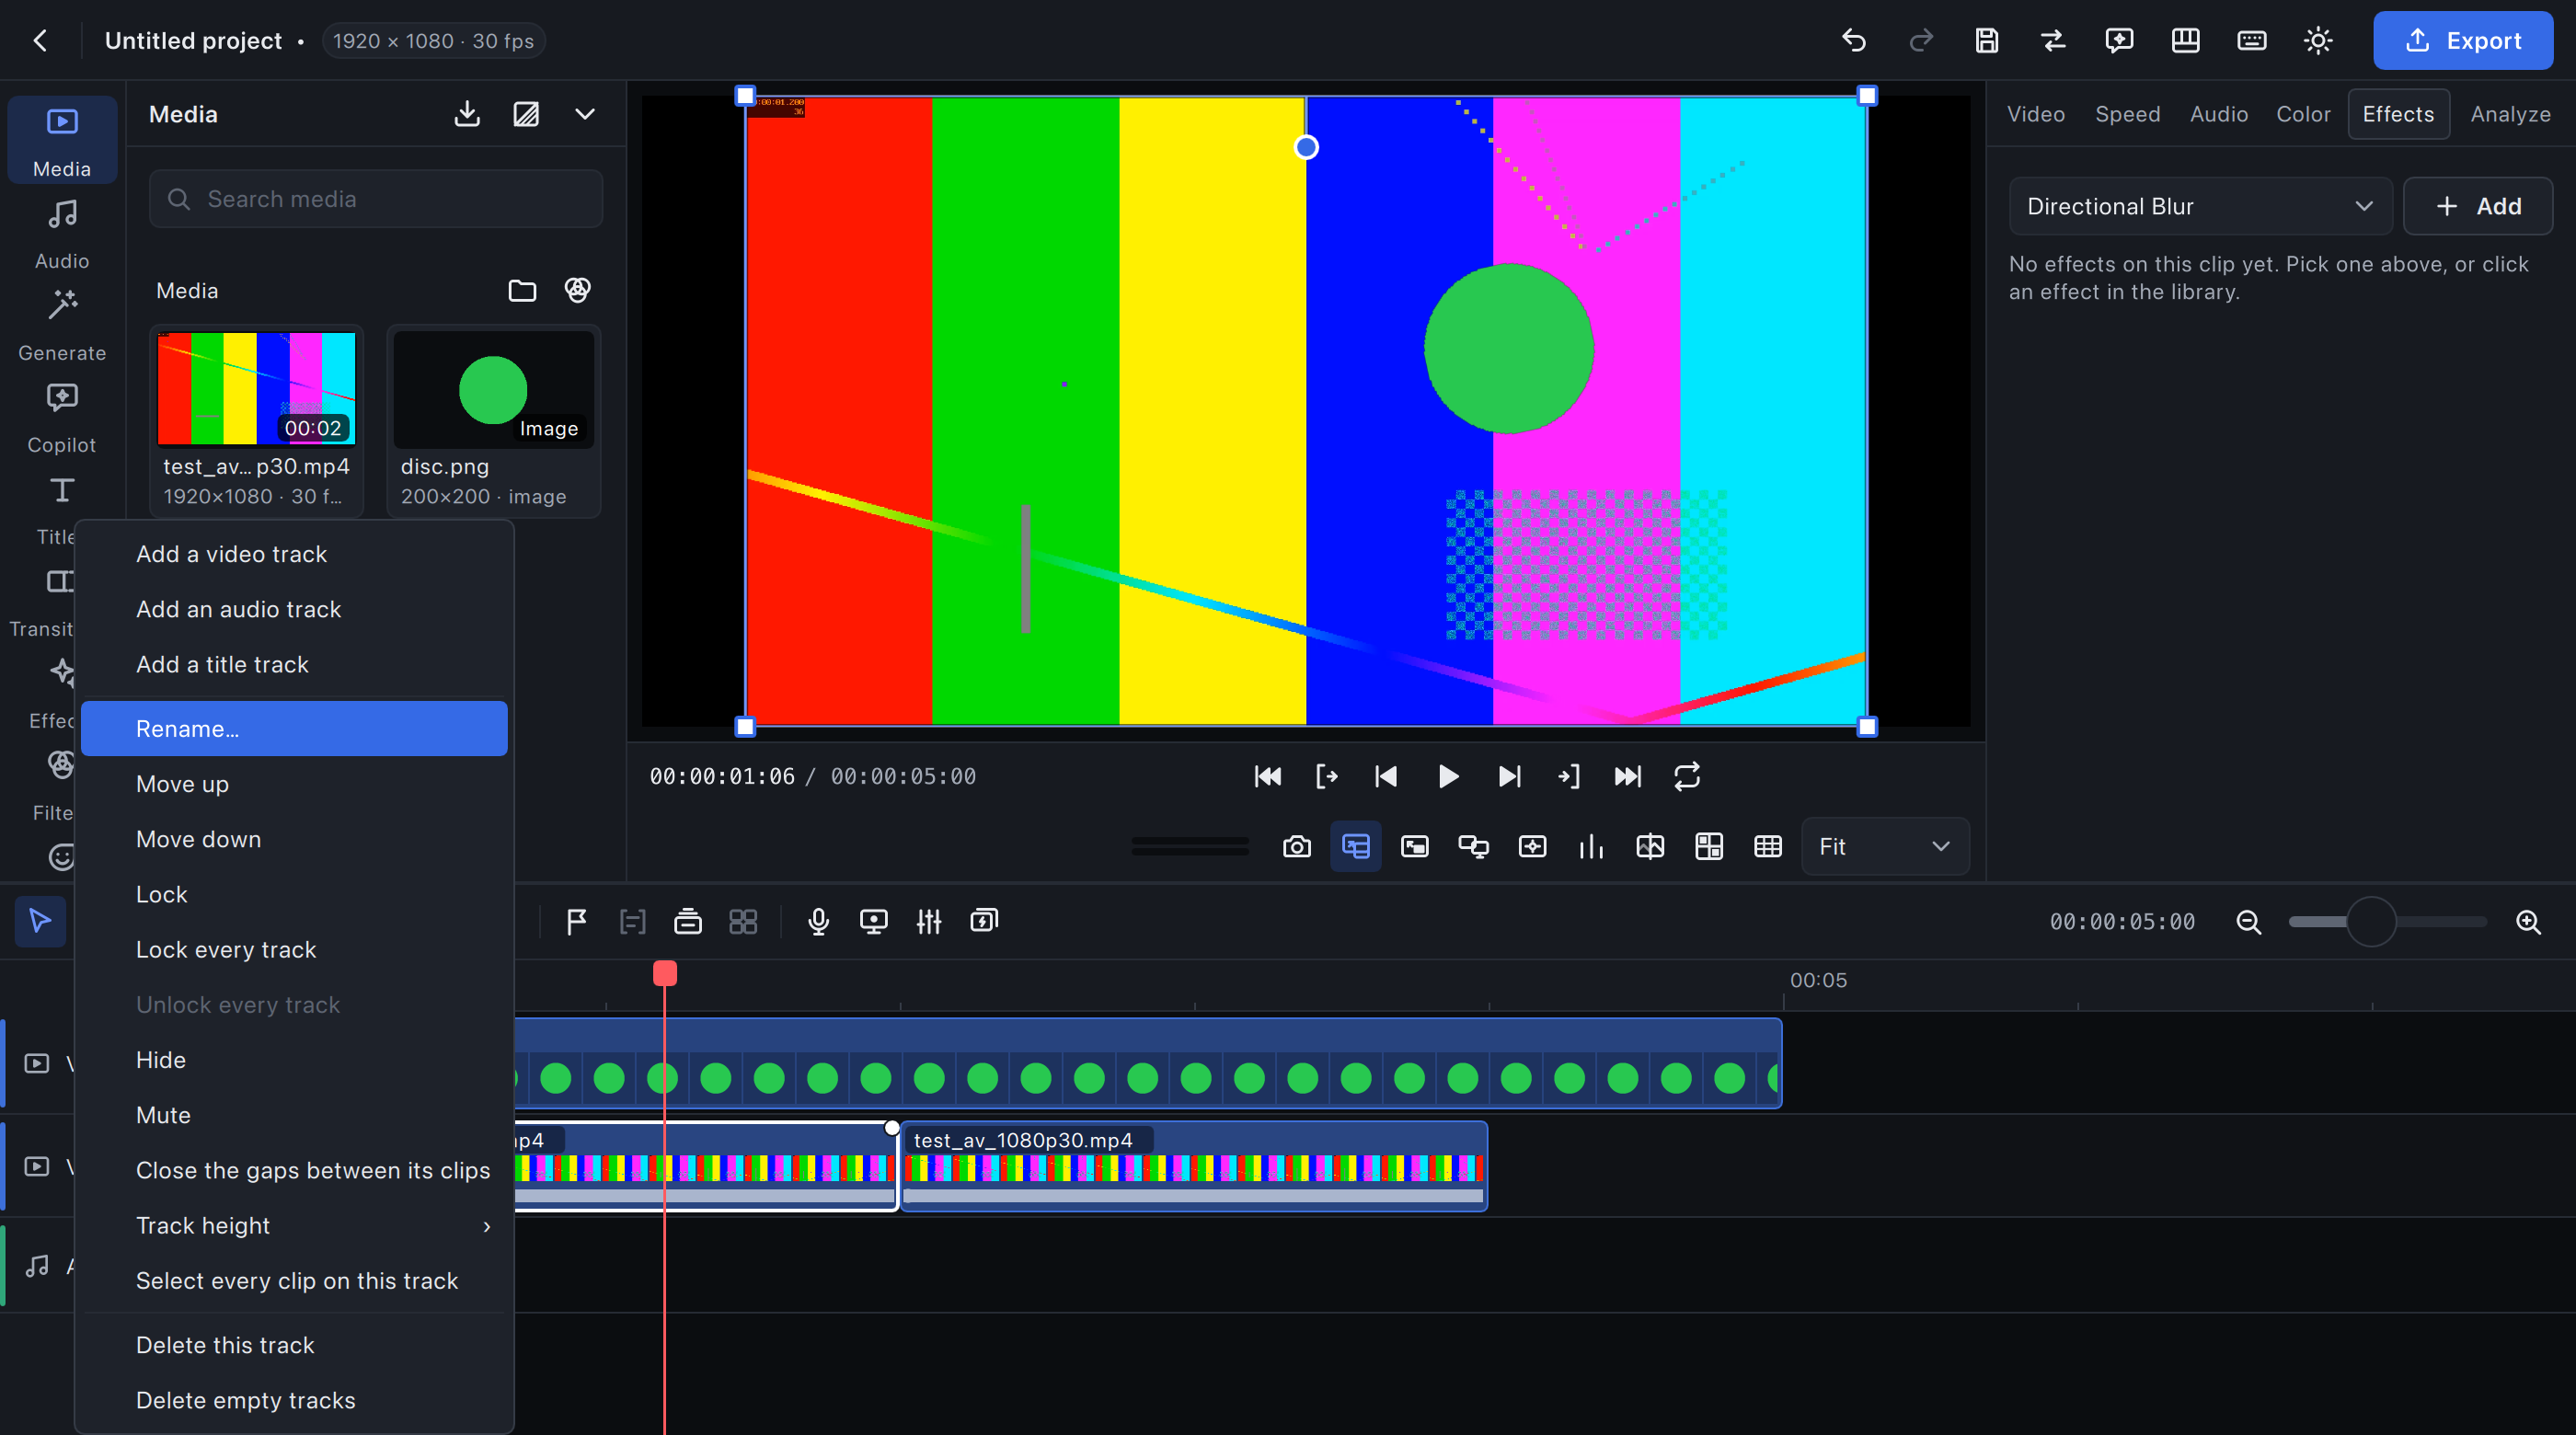 Untitled project •
1920 × 1080 · 30 fps
Export
Media
Media
Search media
Audio
Media
Generate
00:02
Image
test_av... p30.mp4
disc.png
1920×1080 · 30 f...
200×200 · image
Copilot
Add a video track
Add an audio track
Add a title track
Rename...
Move up
Move down
Lock
Lock every track
Unlock every track
Hide
Mute
Close the gaps between its clips
Track height ›
Select every clip on this track
Delete this track
Delete empty tracks
00:00:01:06 / 00:00:05:00
Fit
Video Speed Audio Color Effects Analyze
Directional Blur
Add
No effects on this clip yet. Pick one above, or click
an effect in the library.
00:00:05:00
00:05
test_av_1080p30.mp4